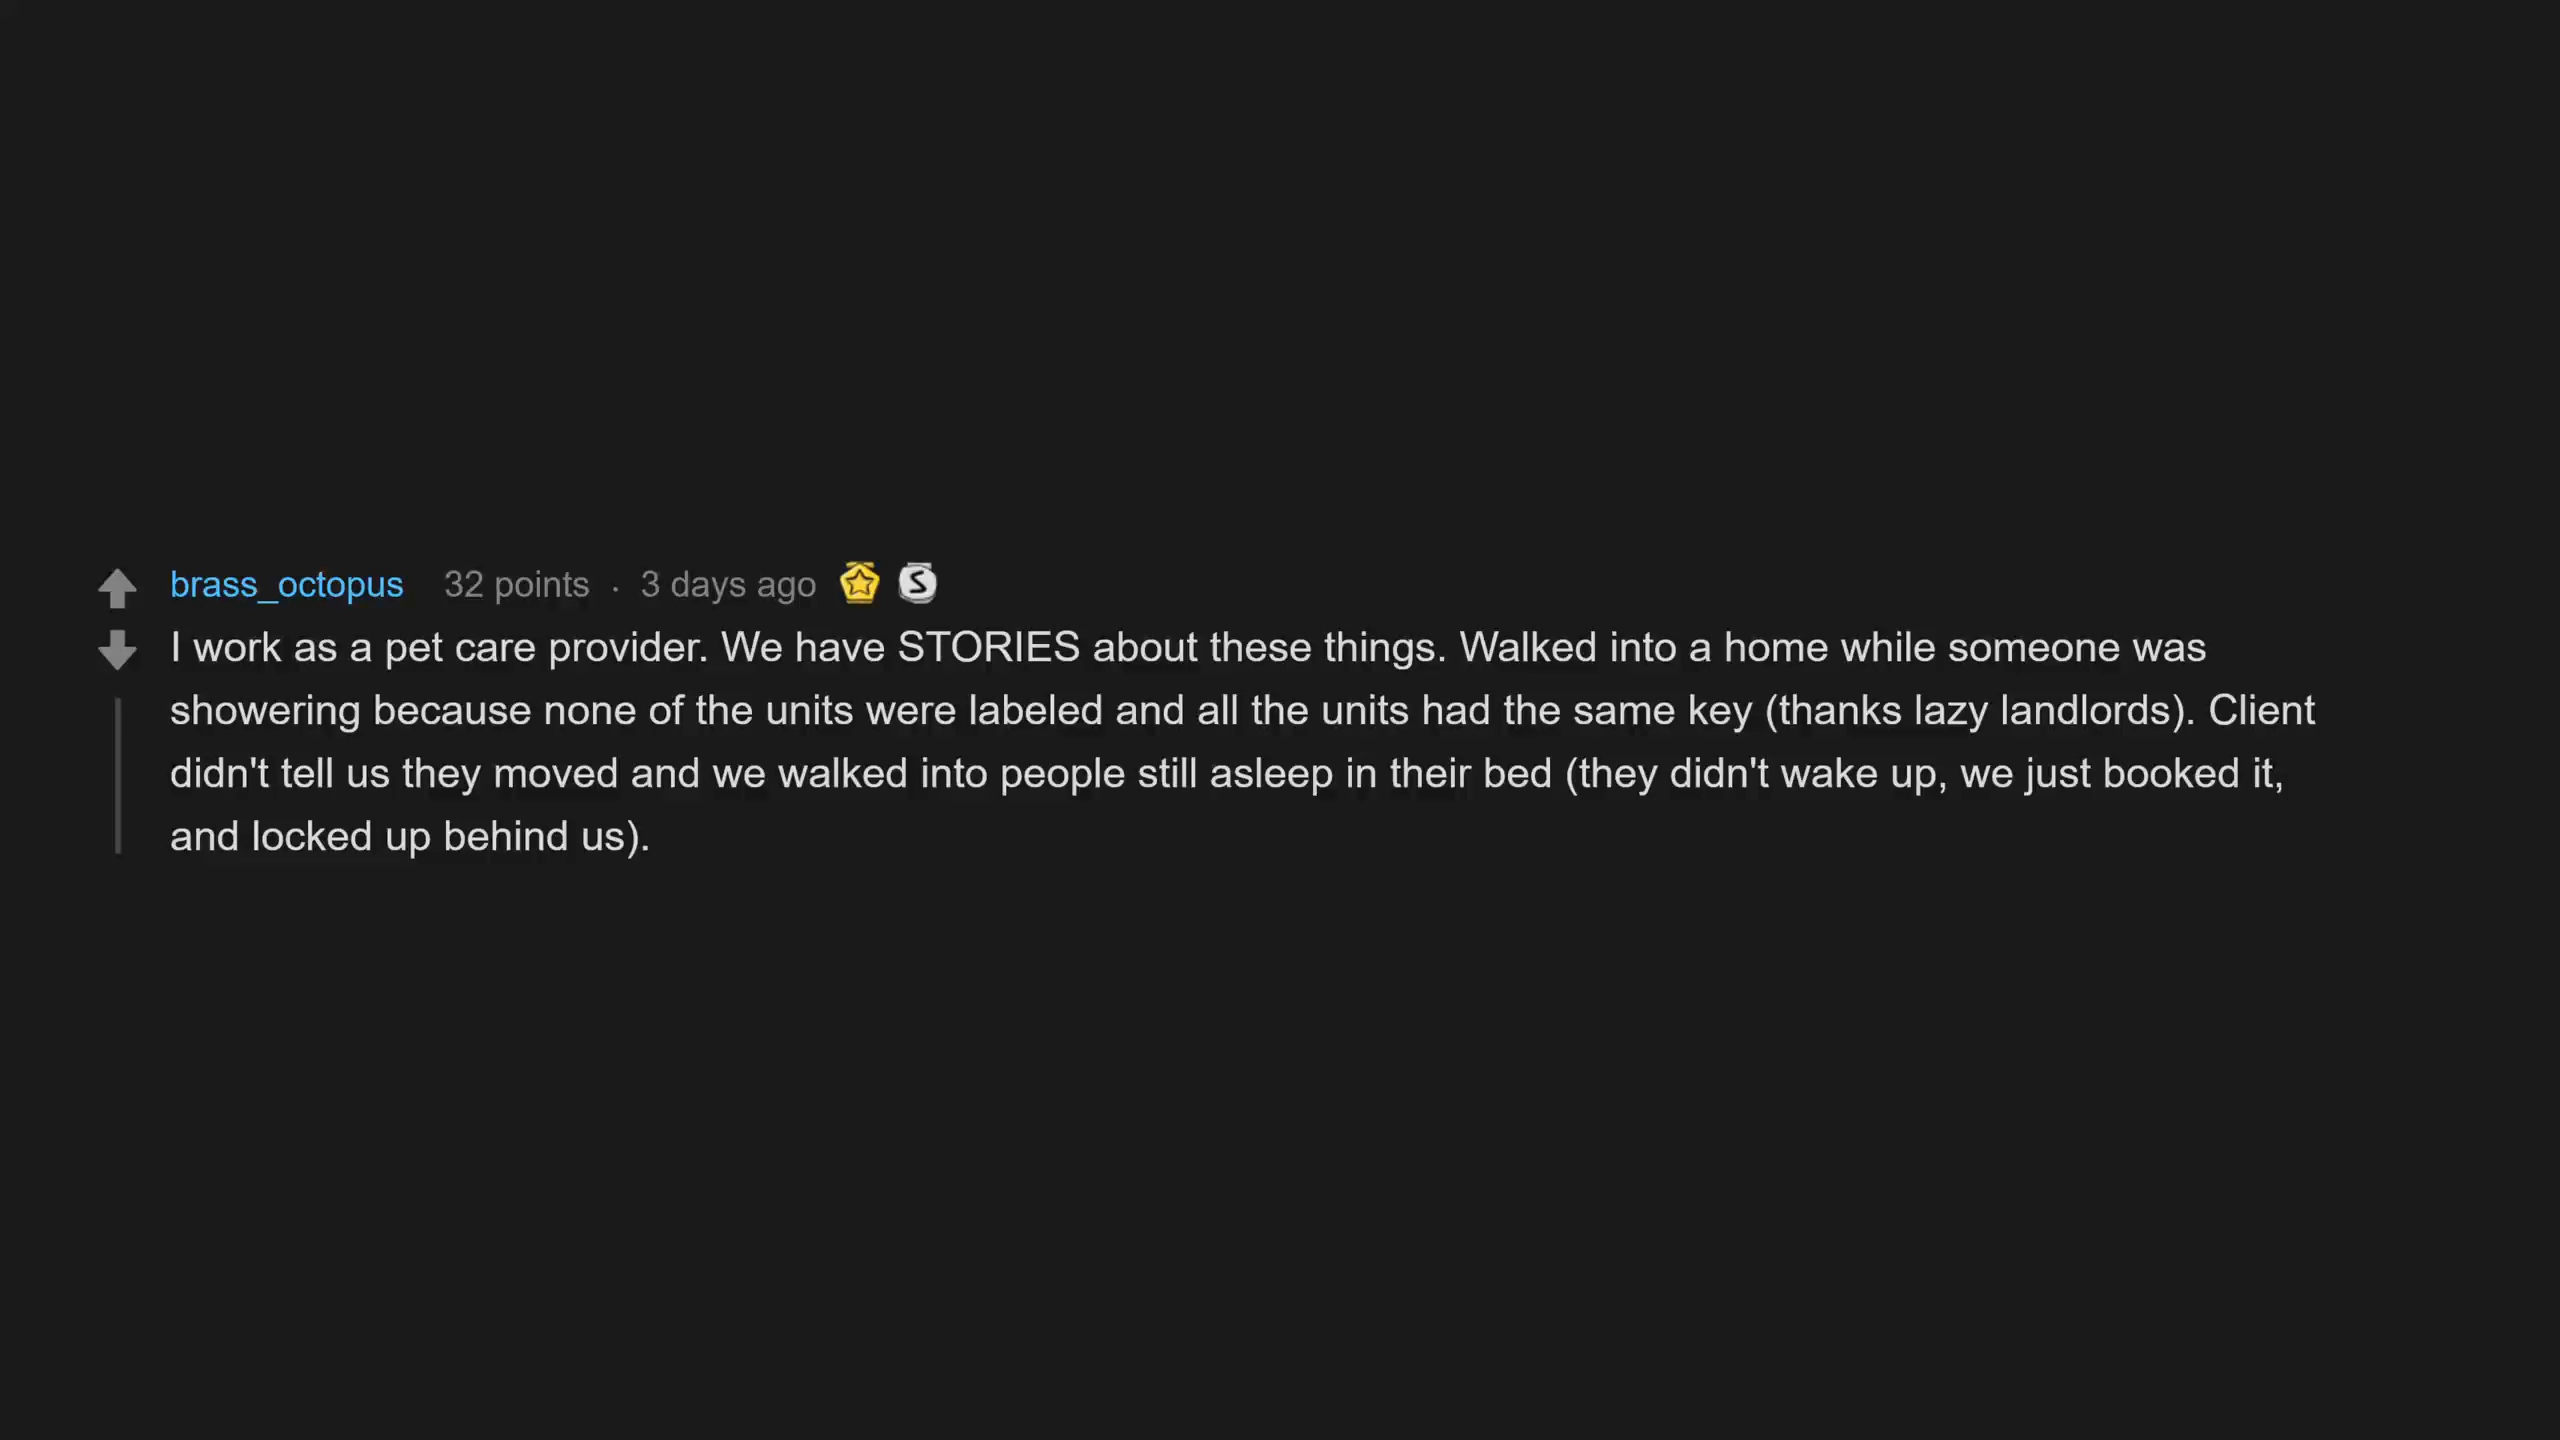 brass_octopus 32 points · 3 days ago S
I work as a pet care provider. We have STORIES about these things. Walked into a home while someone was
showering because none of the units were labeled and all the units had the same key (thanks lazy landlords). Client
didn't tell us they moved and we walked into people still asleep in their bed (they didn't wake up, we just booked it,
and locked up behind us).